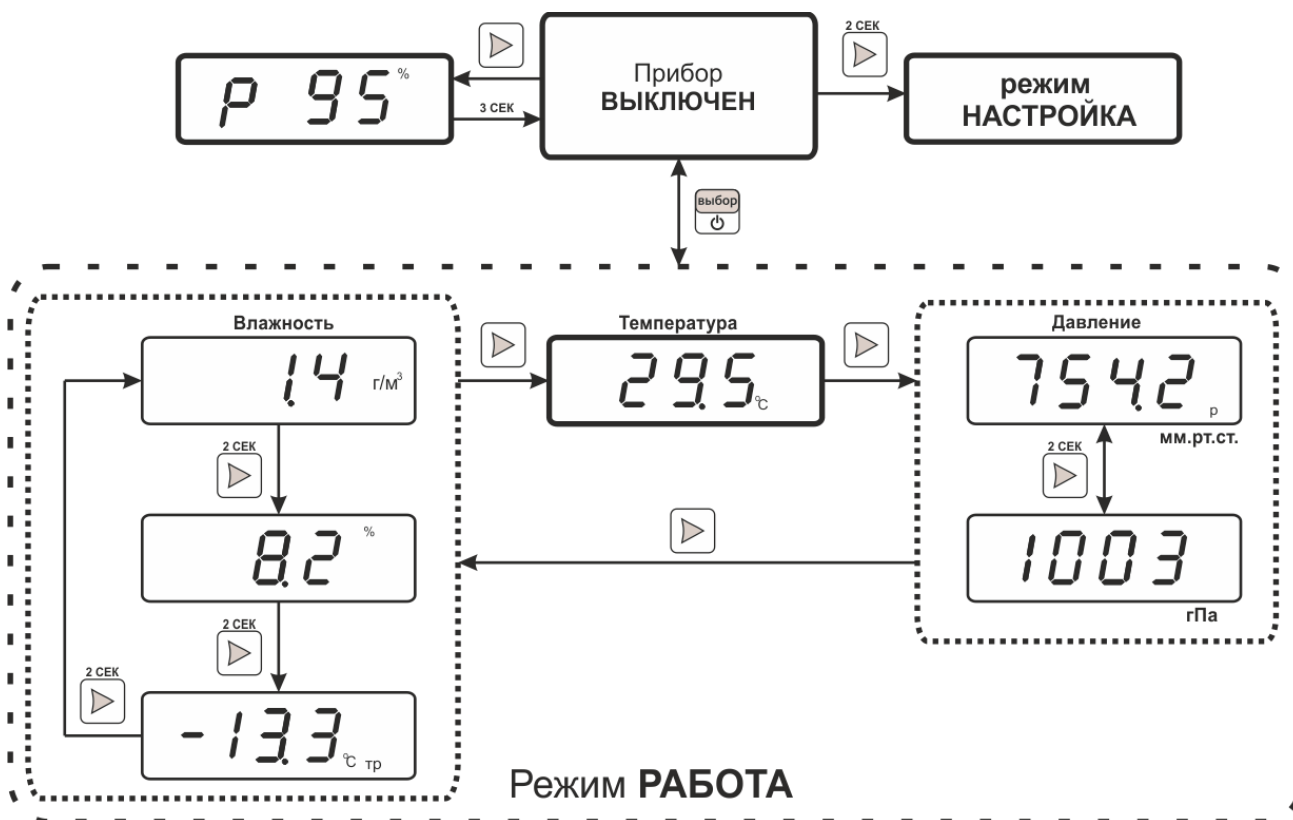 2 СЕК
P 95 %
3 СЕК
Прибор
ВЫКЛЮЧЕН
режим
НАСТРОЙКА
выбор
Влажность
1.4 г/м³
2 СЕК
8.2 %
2 СЕК
2 СЕК
-13.3 °С тр
Температура
29.5 °С
Давление
754.2 р
мм.рт.ст.
2 СЕК
1003
гПа
Режим РАБОТА